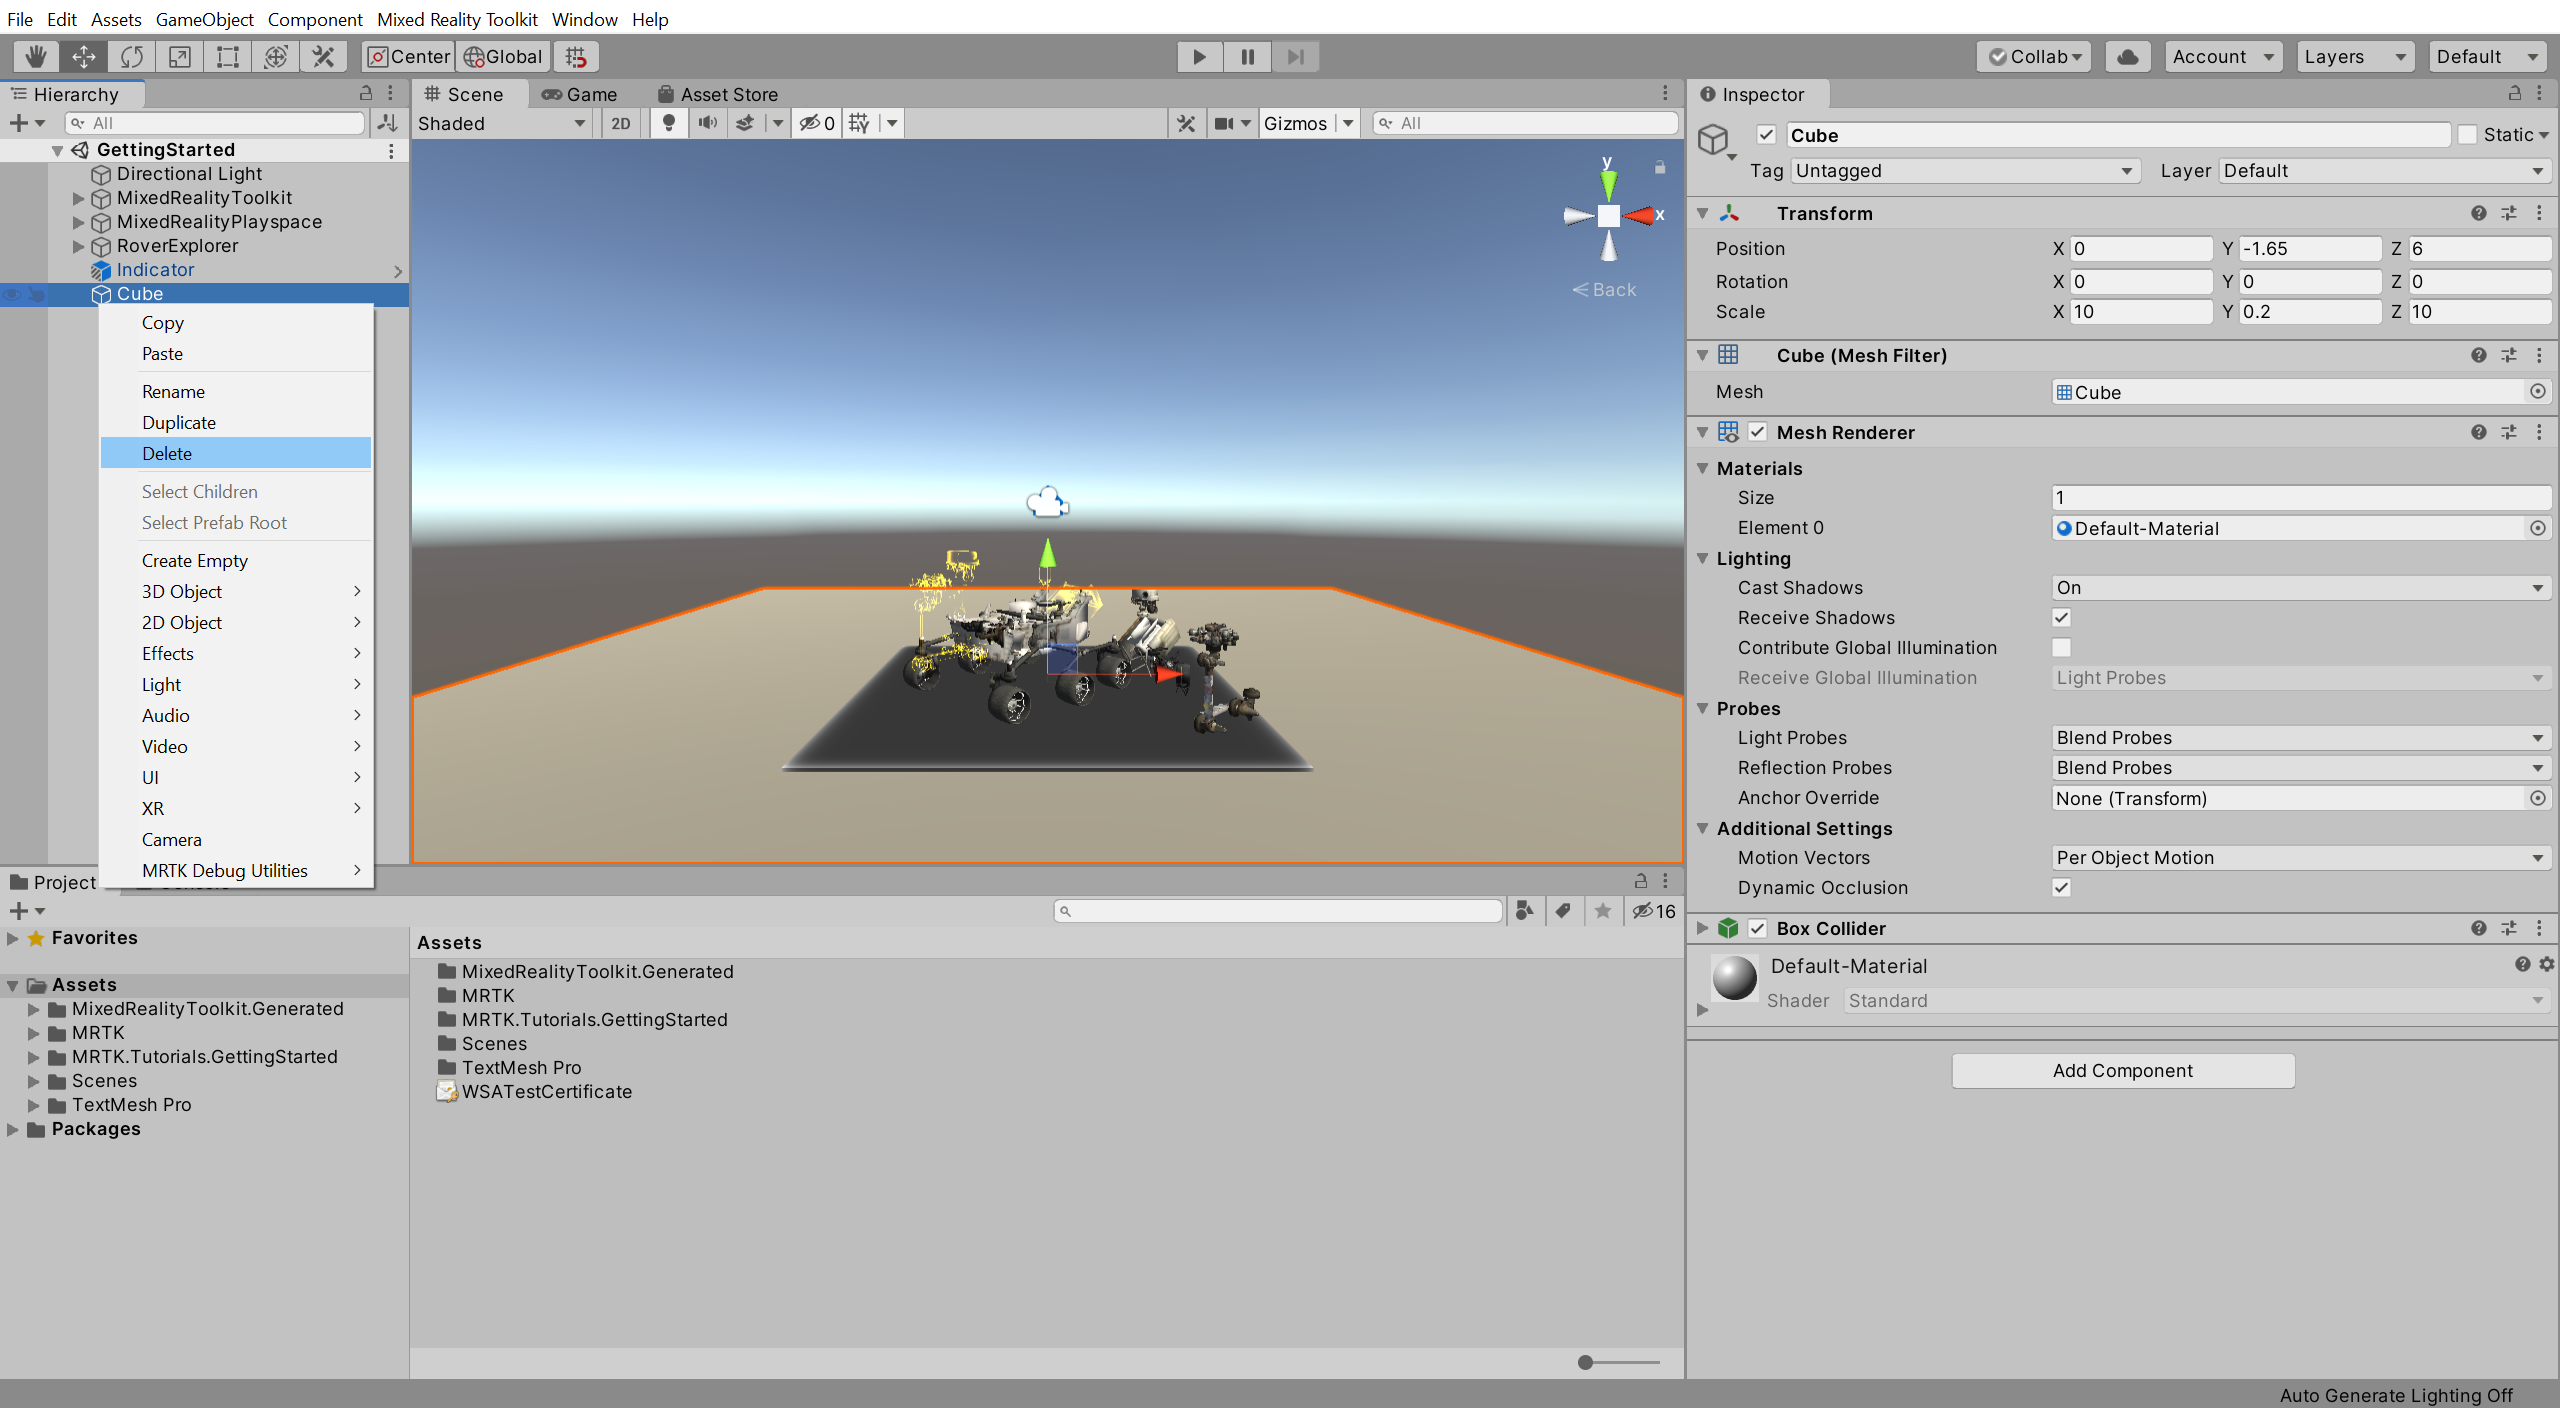 File Edit Assets GameObject Component Mixed Reality Toolkit Window Help
Center Global Collab Account Layers Default
Hierarchy
All
GettingStarted
Directional Light
MixedRealityToolkit
MixedRealityPlayspace
RoverExplorer
Indicator
Cube
Copy
Paste
Rename
Duplicate
Delete
Select Children
Select Prefab Root
Create Empty
3D Object
2D Object
Effects
Light
Audio
Video
UI
XR
Camera
MRTK Debug Utilities
Scene Game Asset Store
Shaded 2D 0 Gizmos All
y
x
Back
Project
16
Favorites
Assets
MixedRealityToolkit.Generated
MRTK
MRTK.Tutorials.GettingStarted
Scenes
TextMesh Pro
Packages
Assets
MixedRealityToolkit.Generated
MRTK
MRTK.Tutorials.GettingStarted
Scenes
TextMesh Pro
WSATestCertificate
Inspector
Cube Static
Tag Untagged Layer Default
Transform
Position X 0 Y -1.65 Z 6
Rotation X 0 Y 0 Z 0
Scale X 10 Y 0.2 Z 10
Cube (Mesh Filter)
Mesh Cube
Mesh Renderer
Materials
Size 1
Element 0 Default-Material
Lighting
Cast Shadows On
Receive Shadows
Contribute Global Illumination
Receive Global Illumination Light Probes
Probes
Light Probes Blend Probes
Reflection Probes Blend Probes
Anchor Override None (Transform)
Additional Settings
Motion Vectors Per Object Motion
Dynamic Occlusion
Box Collider
Default-Material
Shader Standard
Add Component
Auto Generate Lighting Off